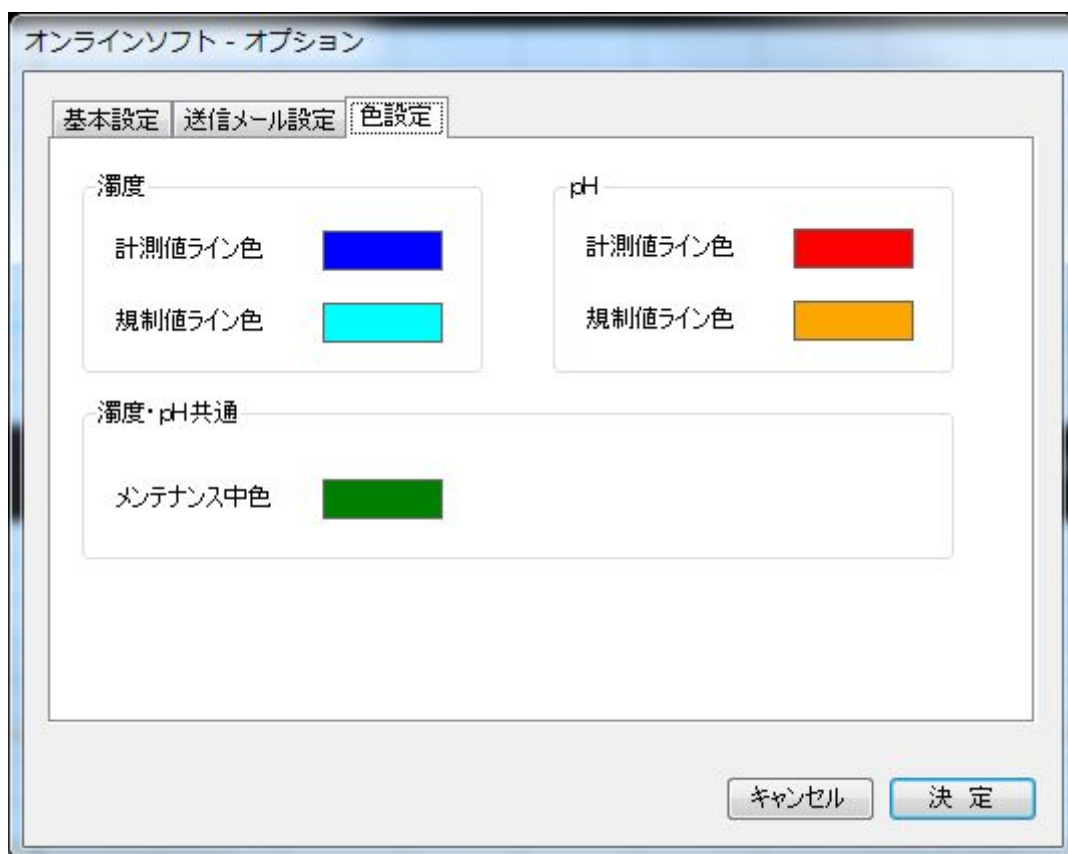 オンラインソフト - オプション
基本設定 送信メール設定 色設定
濁度
計測値ライン色
規制値ライン色
pH
計測値ライン色
規制値ライン色
濁度・pH共通
メンテナンス中色
キャンセル 決 定